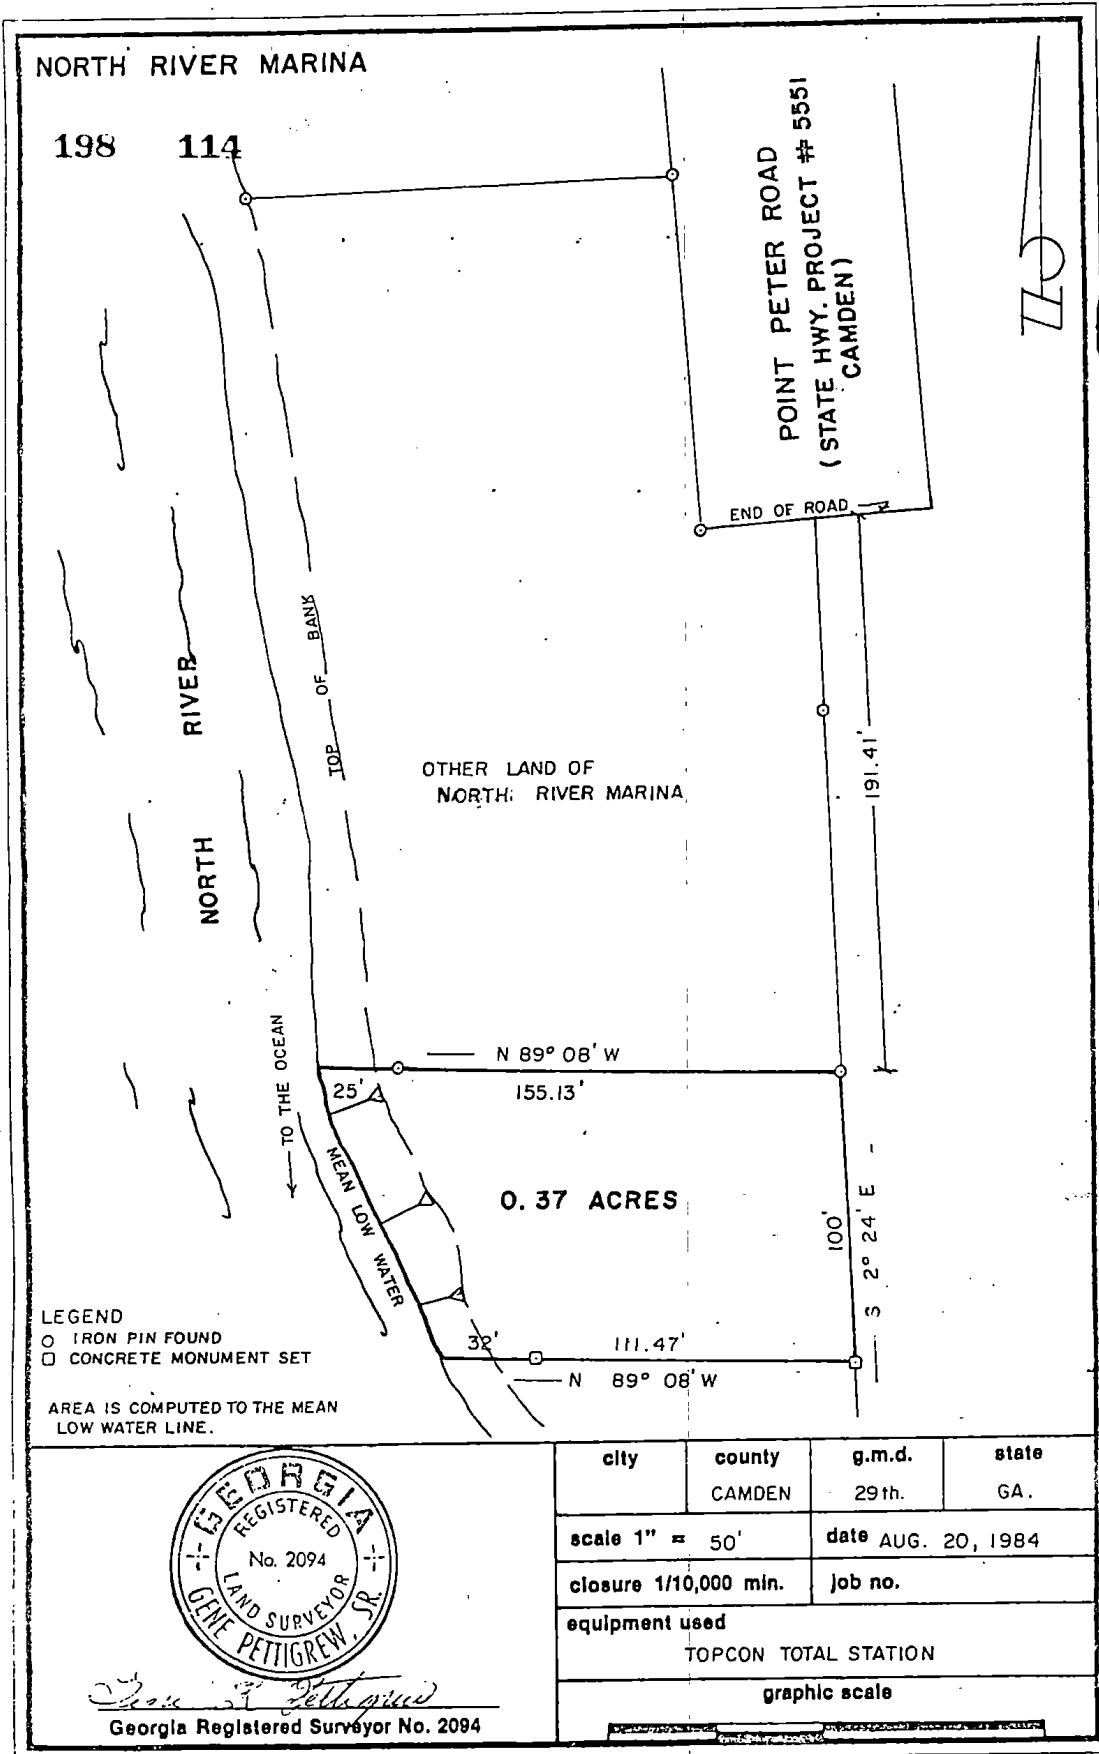 NORTH RIVER MARINA
198 114
POINT PETER ROAD
(STATE HWY. PROJECT # 5551
CAMDEN)
END OF ROAD
TOP OF BANK
NORTH RIVER
OTHER LAND OF
NORTH RIVER MARINA
191.41'
TO THE OCEAN
N 89° 08' W
155.13'
25'
MEAN LOW WATER
0.37 ACRES
100'
S 2° 24' E
32'
111.47'
N 89° 08' W
LEGEND
IRON PIN FOUND
CONCRETE MONUMENT SET
AREA IS COMPUTED TO THE MEAN
LOW WATER LINE.
GEORGIA
REGISTERED
No. 2094
LAND SURVEYOR
GENE PETTIGREW, SR.
Georgia Registered Surveyor No. 2094
city county g.m.d. state
CAMDEN 29th. GA.
scale 1" = 50' date AUG. 20, 1984
closure 1/10,000 min. job no.
equipment used
TOPCON TOTAL STATION
graphic scale